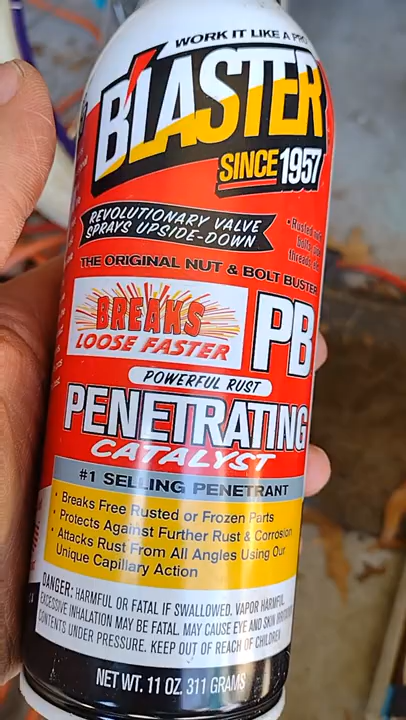 WORK IT LIKE A PRO
B'LASTER
SINCE 1957
REVOLUTIONARY VALVE
SPRAYS UPSIDE-DOWN
• Rusted
bolts
THE ORIGINAL NUT & BOLT BUSTER
BREAKS
LOOSE FASTER
PB
POWERFUL RUST
PENETRATING
CATALYST
#1 SELLING PENETRANT
• Breaks Free Rusted or Frozen Parts
• Protects Against Further Rust & Corrosion
• Attacks Rust From All Angles Using Our
Unique Capillary Action
DANGER: HARMFUL OR FATAL IF SWALLOWED. VAPOR HARMFUL.
EXCESSIVE INHALATION MAY BE FATAL. MAY CAUSE EYE AND SKIN
CONTENTS UNDER PRESSURE. KEEP OUT OF REACH OF CHILDREN.
NET WT. 11 OZ. 311 GRAMS